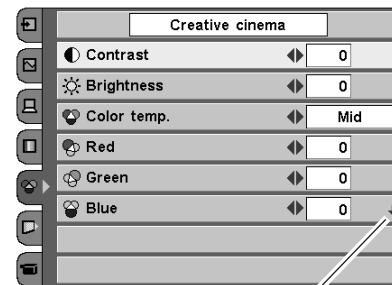 Creative cinema
Contrast 0
Brightness 0
Color temp. Mid
Red 0
Green 0
Blue 0